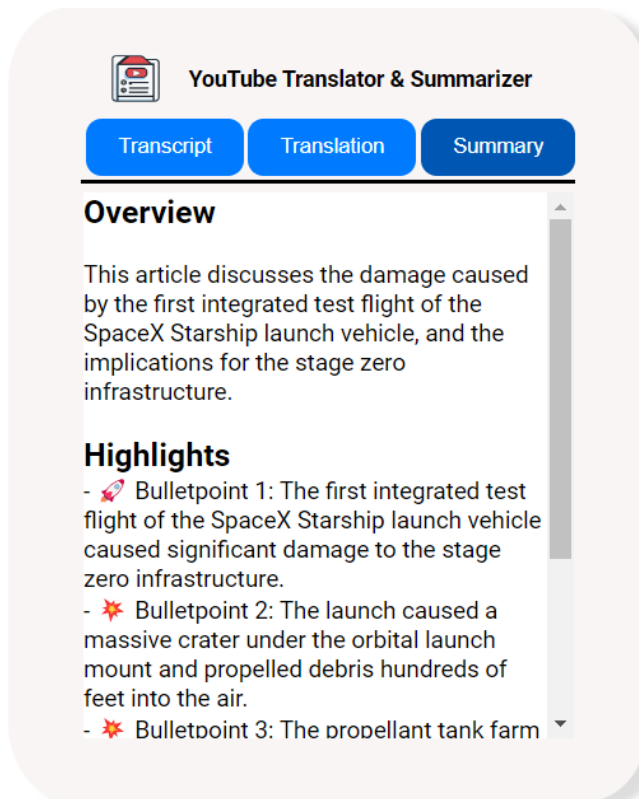 YouTube Translator & Summarizer
Transcript Translation Summary
Overview
This article discusses the damage caused
by the first integrated test flight of the
SpaceX Starship launch vehicle, and the
implications for the stage zero
infrastructure.
Highlights
- 🚀 Bulletpoint 1: The first integrated test
flight of the SpaceX Starship launch vehicle
caused significant damage to the stage
zero infrastructure.
- 💥 Bulletpoint 2: The launch caused a
massive crater under the orbital launch
mount and propelled debris hundreds of
feet into the air.
- 💥 Bulletpoint 3: The propellant tank farm